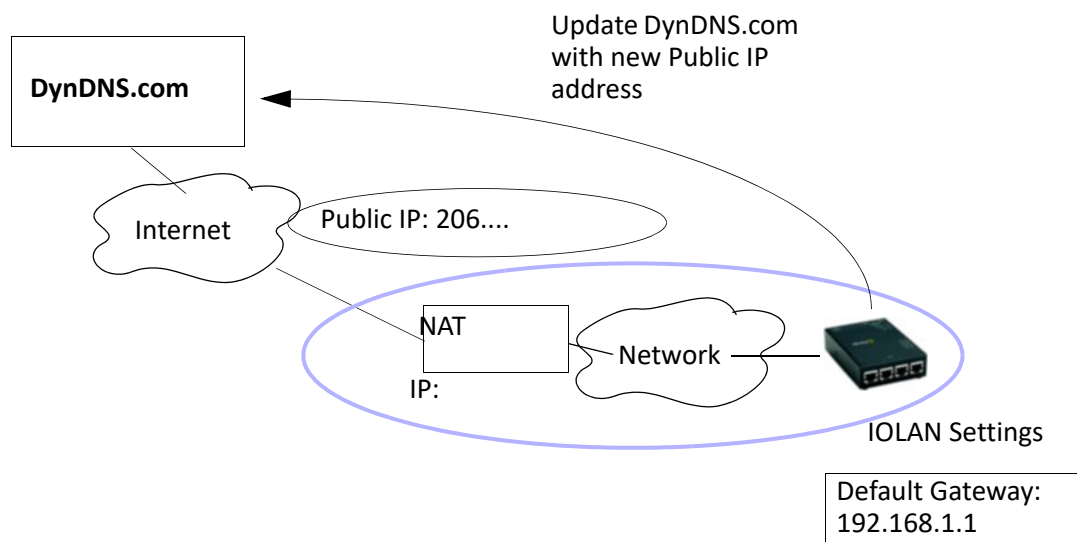 Update DynDNS.com
with new Public IP
address
DynDNS.com
Internet
Public IP: 206....
NAT
IP:
Network
IOLAN Settings
Default Gateway:
192.168.1.1